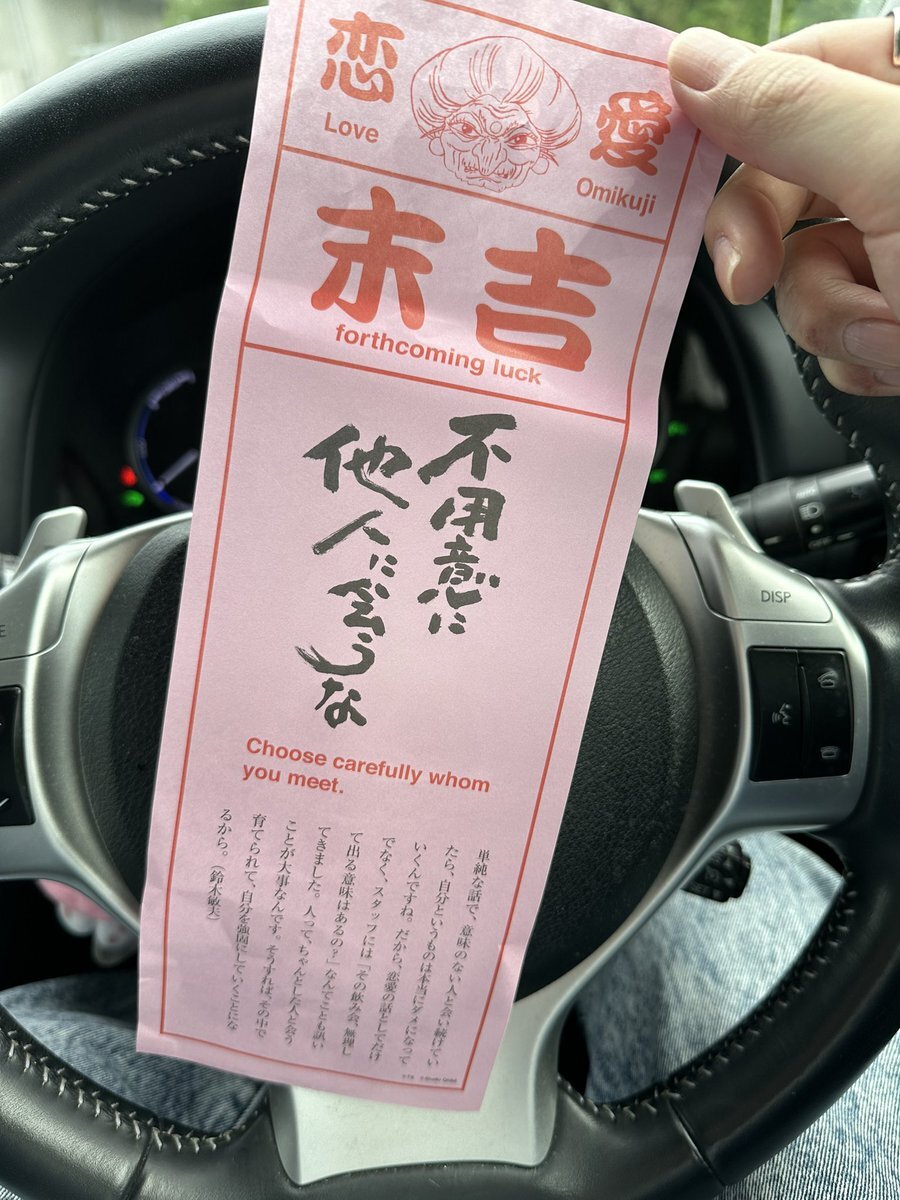 恋愛
Love
Omikuji
末吉
forthcoming luck
不用意に
他人に会うな
Choose carefully whom
you meet.
単純な話で、意味のない人と会い続けてい
たら、自分というものは本当にダメになって
いくんですね。だから、恋愛の話としてだけ
でなく、スタッフには「その飲み会、無理し
て出る意味はあるの?」なんてことも訊い
てきました。人って、ちゃんとした人と会う
ことが大事なんです。そうすれば、その中で
育てられて、自分を強固にしていくことにな
るから。(鈴木敏夫)
DISP